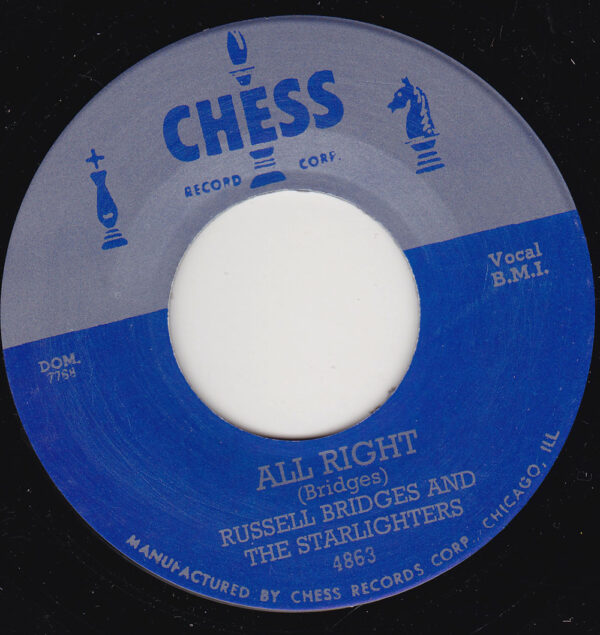 CHESS
RECORD CORP.
Vocal
B.M.I.
DOM.
7768
ALL RIGHT
(Bridges)
RUSSELL BRIDGES AND
THE STARLIGHTERS
4863
MANUFACTURED BY CHESS RECORDS CORP., CHICAGO, ILL